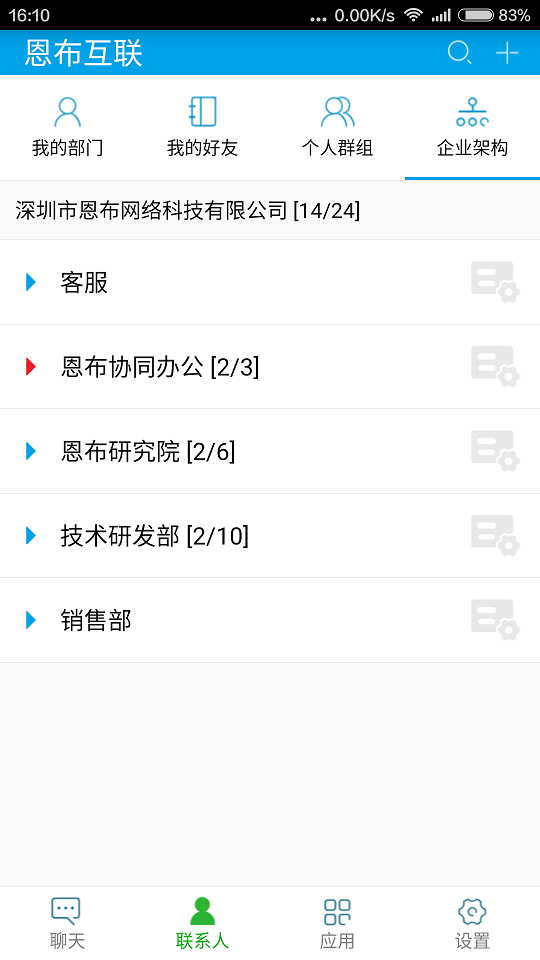 16:10
... 0.00K/s 83%
恩布互联
我的部门 我的好友 个人群组 企业架构
深圳市恩布网络科技有限公司 [14/24]
客服
恩布协同办公 [2/3]
恩布研究院 [2/6]
技术研发部 [2/10]
销售部
聊天 联系人 应用 设置